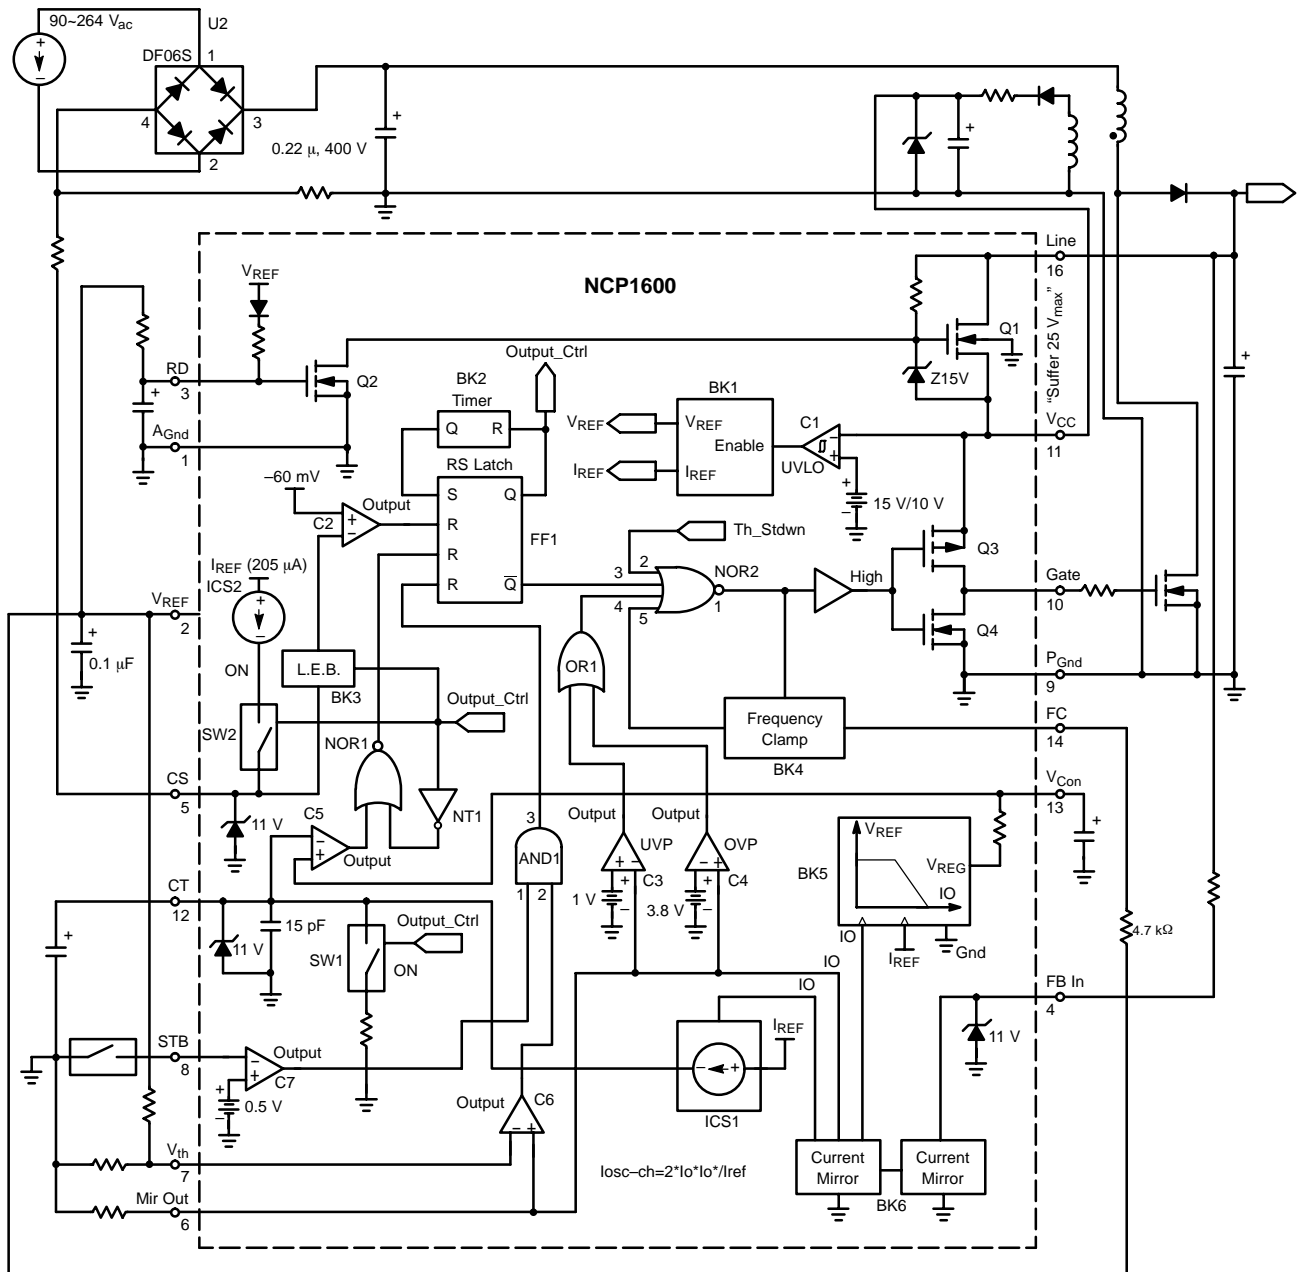 90~264 Vac
U2
DF06S
1
4
3
2
+
−
0.22 μ, 400 V
+
+
NCP1600
Line
16
"Suffer 25 Vmax"
VREF
Output_Ctrl
Q1
RD
3
Q2
BK2
Timer
Q
R
BK1
VREF
VREF
Enable
IREF
IREF
C1
UVLO
Z15V
VCC
11
AGnd
1
RS Latch
–60 mV
Output
C2
S
Q
R
R
R
Q
FF1
15 V/10 V
Th_Stdwn
Q3
IREF (205 μA)
ICS2
2
3
4
5
NOR2
1
High
Gate
10
VREF
2
0.1 μF
ON
Q4
OR1
L.E.B.
BK3
PGnd
9
Output_Ctrl
Frequency
Clamp
BK4
FC
14
SW2
NOR1
NT1
CS
5
VCon
13
11 V
C5
Output
3
AND1
1
2
Output
UVP
C3
1 V
Output
OVP
C4
3.8 V
BK5
VREF
VREG
IO
IO
IREF
Gnd
4.7 kΩ
CT
12
11 V
15 pF
Output_Ctrl
SW1
ON
IO
IO
FB In
4
11 V
IREF
ICS1
STB
8
Output
C7
0.5 V
Output
C6
Vth
7
Iosc–ch=2*Io*Io*/Iref
Current
Mirror
Current
Mirror
BK6
Mir Out
6